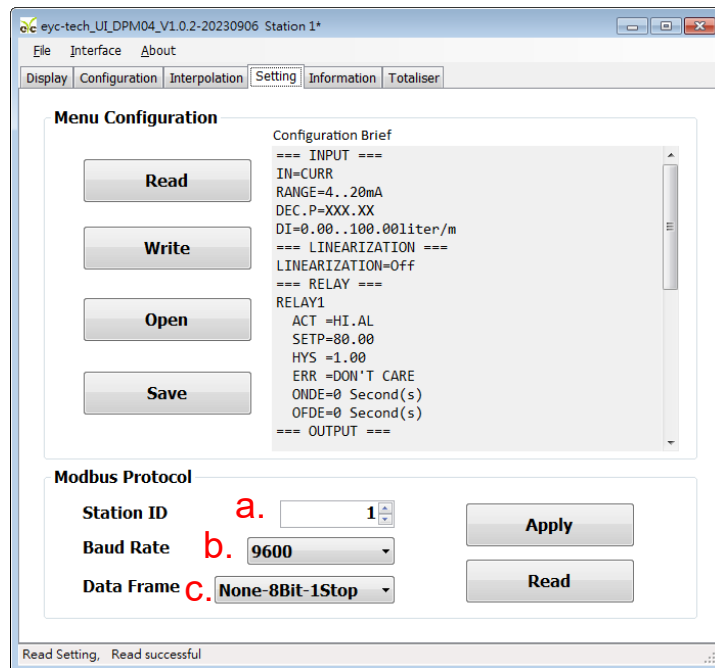 eyc-tech_UI_DPM04_V1.0.2-20230906 Station 1*
File Interface About
Display Configuration Interpolation Setting Information Totaliser
Menu Configuration
Configuration Brief
Read
Write
Open
Save
=== INPUT ===
IN=CURR
RANGE=4..20mA
DEC.P=XXX.XX
DI=0.00..100.00liter/m
=== LINEARIZATION ===
LINEARIZATION=Off
=== RELAY ===
RELAY1
ACT =HI.AL
SETP=80.00
HYS =1.00
ERR =DON'T CARE
ONDE=0 Second(s)
OFDE=0 Second(s)
=== OUTPUT ===
Modbus Protocol
Station ID a. 1
Baud Rate b. 9600
Data Frame c. None-8Bit-1Stop
Apply
Read
Read Setting, Read successful